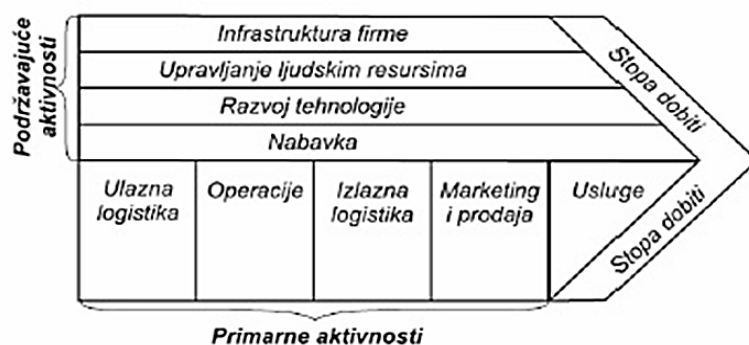 Podržavajuće
aktivnosti
Infrastruktura firme
Upravljanje ljudskim resursima
Razvoj tehnologije
Nabavka
Stopa dobiti
Ulazna
logistika
Operacije
Izlazna
logistika
Marketing
i prodaja
Usluge
Stopa dobiti
Primarne aktivnosti